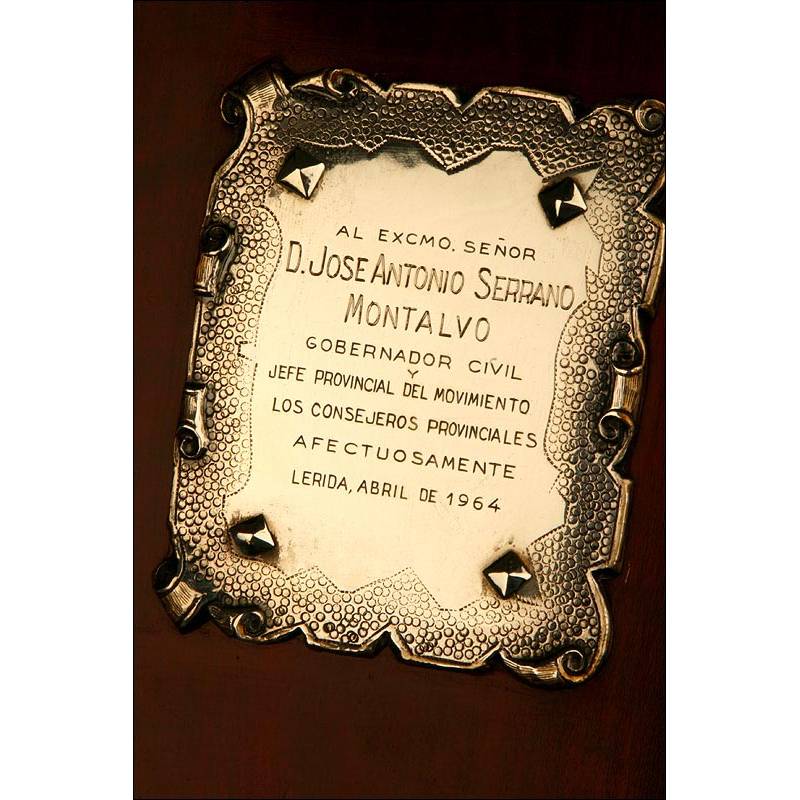 AL EXCMO. SEÑOR
D. JOSE ANTONIO SERRANO
MONTALVO
GOBERNADOR CIVIL
Y
JEFE PROVINCIAL DEL MOVIMIENTO
LOS CONSEJEROS PROVINCIALES
AFECTUOSAMENTE
LERIDA, ABRIL DE 1964